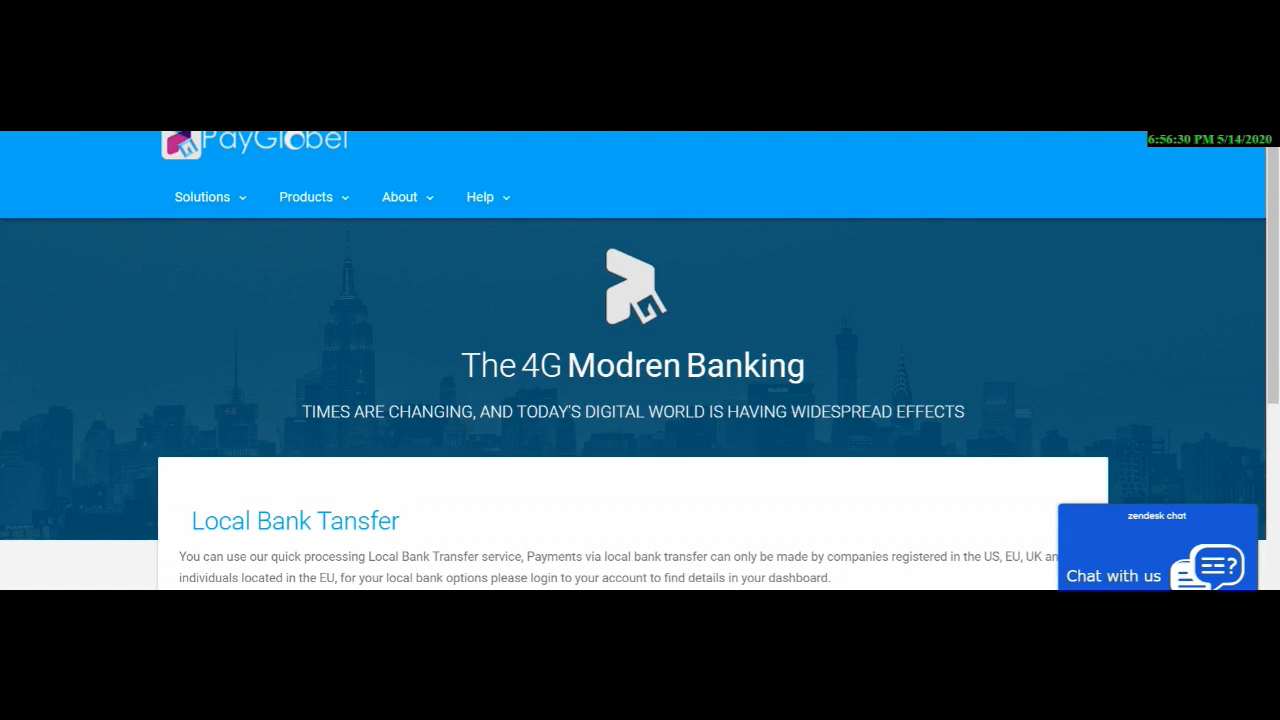 PayGlobel
6:56:30 PM 5/14/2020
Solutions
Products
About
Help
The 4G Modren Banking
TIMES ARE CHANGING, AND TODAY'S DIGITAL WORLD IS HAVING WIDESPREAD EFFECTS
Local Bank Tansfer
You can use our quick processing Local Bank Transfer service, Payments via local bank transfer can only be made by companies registered in the US, EU, UK an
individuals located in the EU, for your local bank options please login to your account to find details in your dashboard.
zendesk chat
Chat with us